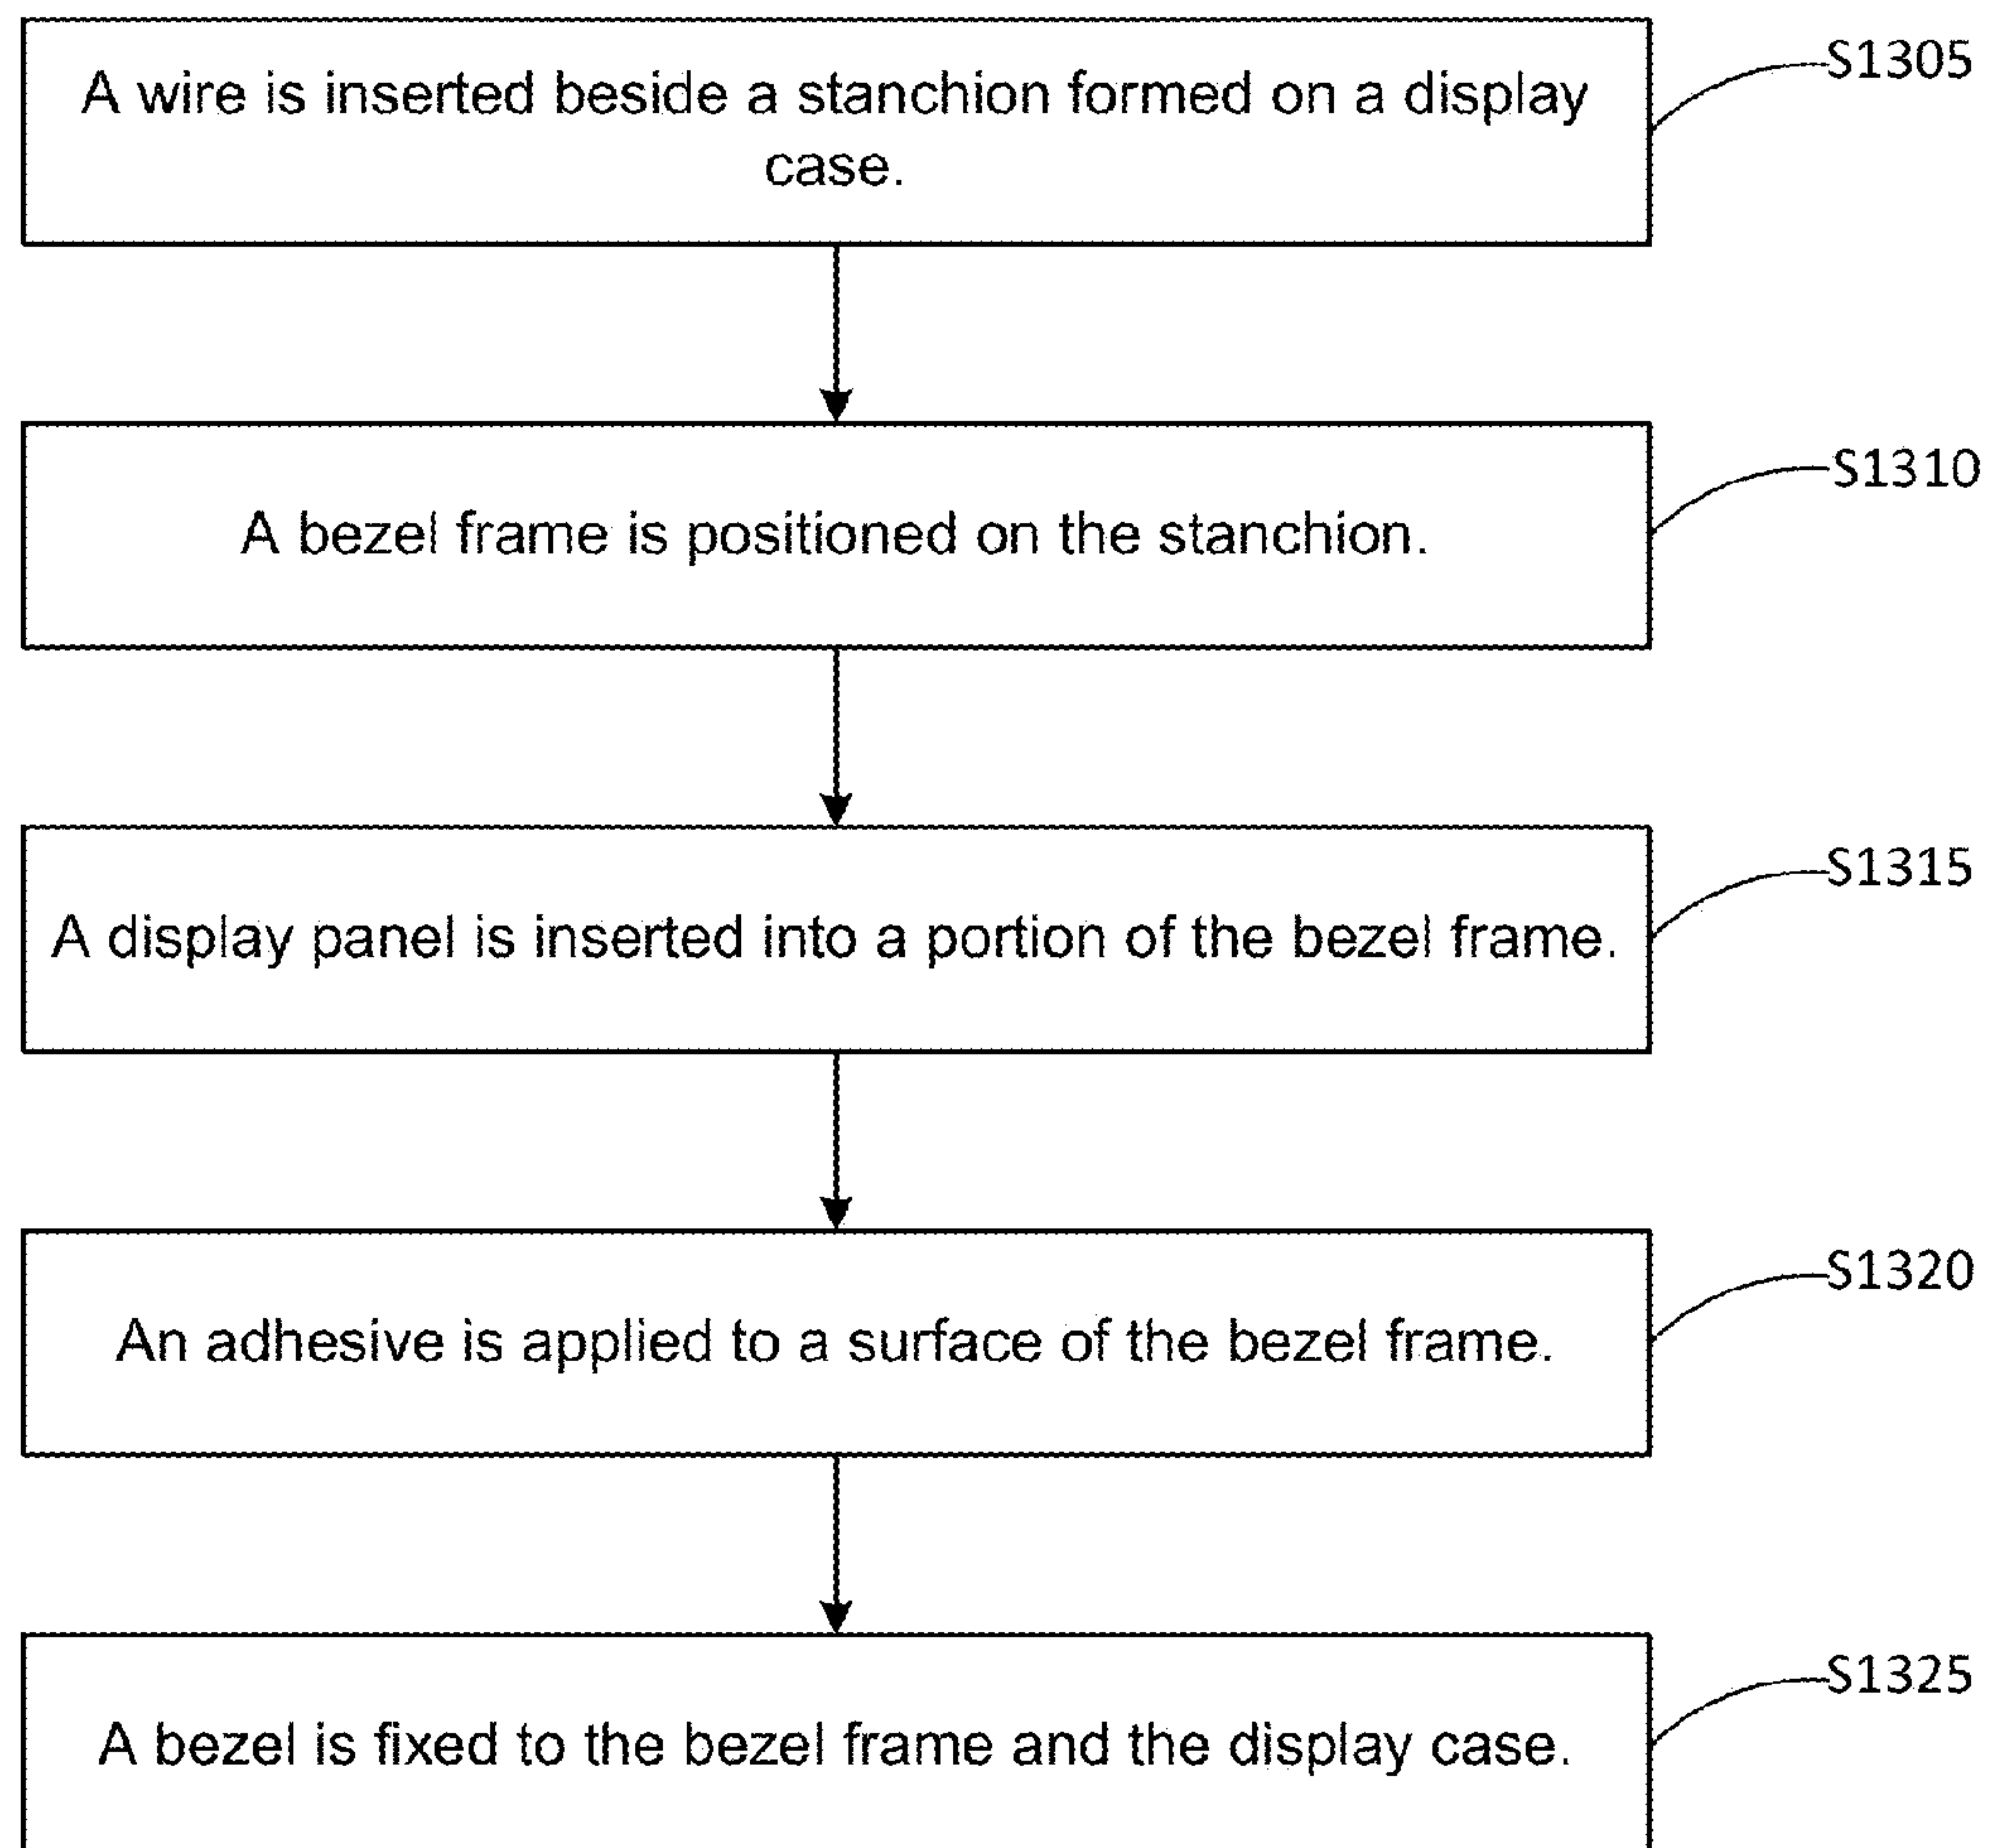 A wire is inserted beside a stanchion formed on a display
case.
S1305
A bezel frame is positioned on the stanchion.
S1310
A display panel is inserted into a portion of the bezel frame.
S1315
An adhesive is applied to a surface of the bezel frame.
S1320
A bezel is fixed to the bezel frame and the display case.
S1325